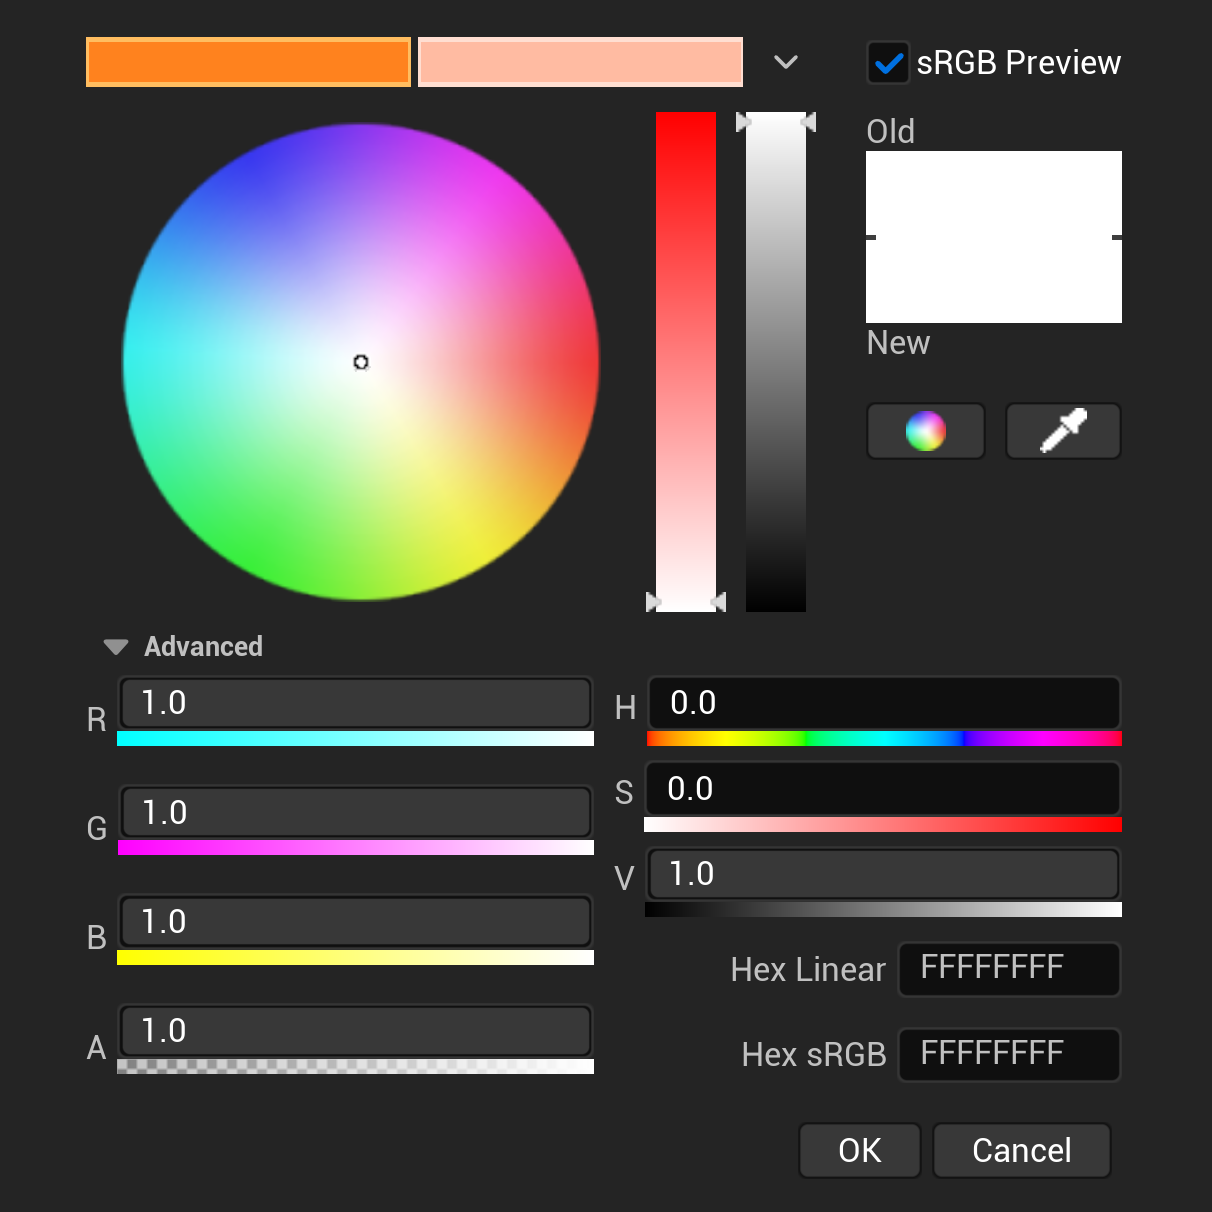 sRGB Preview
Old
New
Advanced
R 1.0
H 0.0
S 0.0
G 1.0
V 1.0
B 1.0
Hex Linear FFFFFFFF
A 1.0
Hex sRGB FFFFFFFF
OK Cancel